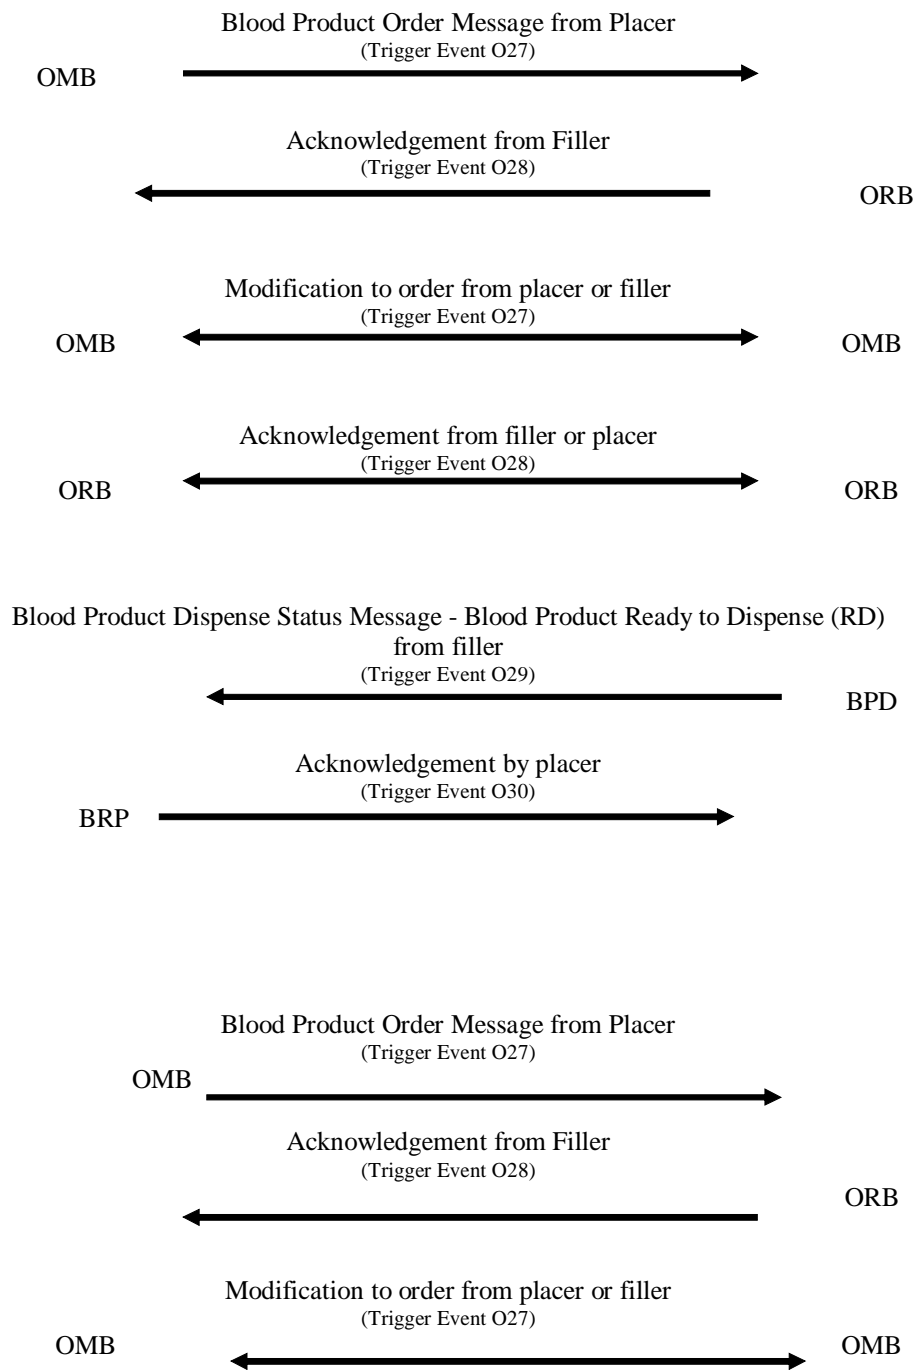 Blood Product Order Message from Placer
(Trigger Event O27)
OMB
Acknowledgement from Filler
(Trigger Event O28)
ORB
Modification to order from placer or filler
(Trigger Event O27)
OMB OMB
Acknowledgement from filler or placer
(Trigger Event O28)
ORB ORB
Blood Product Dispense Status Message - Blood Product Ready to Dispense (RD)
from filler
(Trigger Event O29)
BPD
Acknowledgement by placer
(Trigger Event O30)
BRP
Blood Product Order Message from Placer
(Trigger Event O27)
OMB
Acknowledgement from Filler
(Trigger Event O28)
ORB
Modification to order from placer or filler
(Trigger Event O27)
OMB OMB